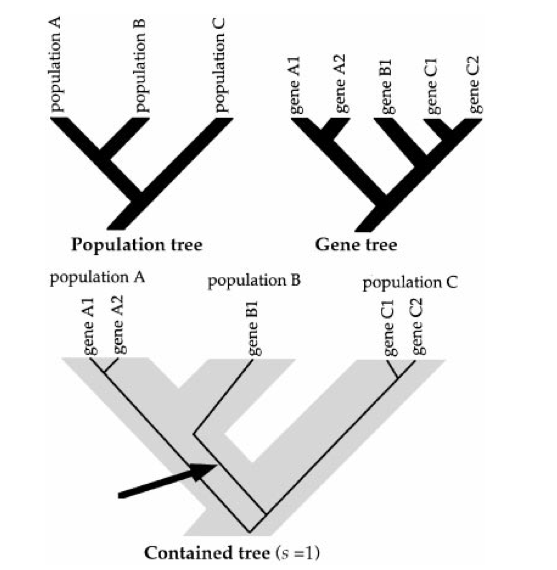 population A
population B
population C
gene A1
gene A2
gene B1
gene C1
gene C2
Population tree
Gene tree
population A
population B
population C
gene A1
gene A2
gene B1
gene C1
gene C2
Contained tree (s =1)